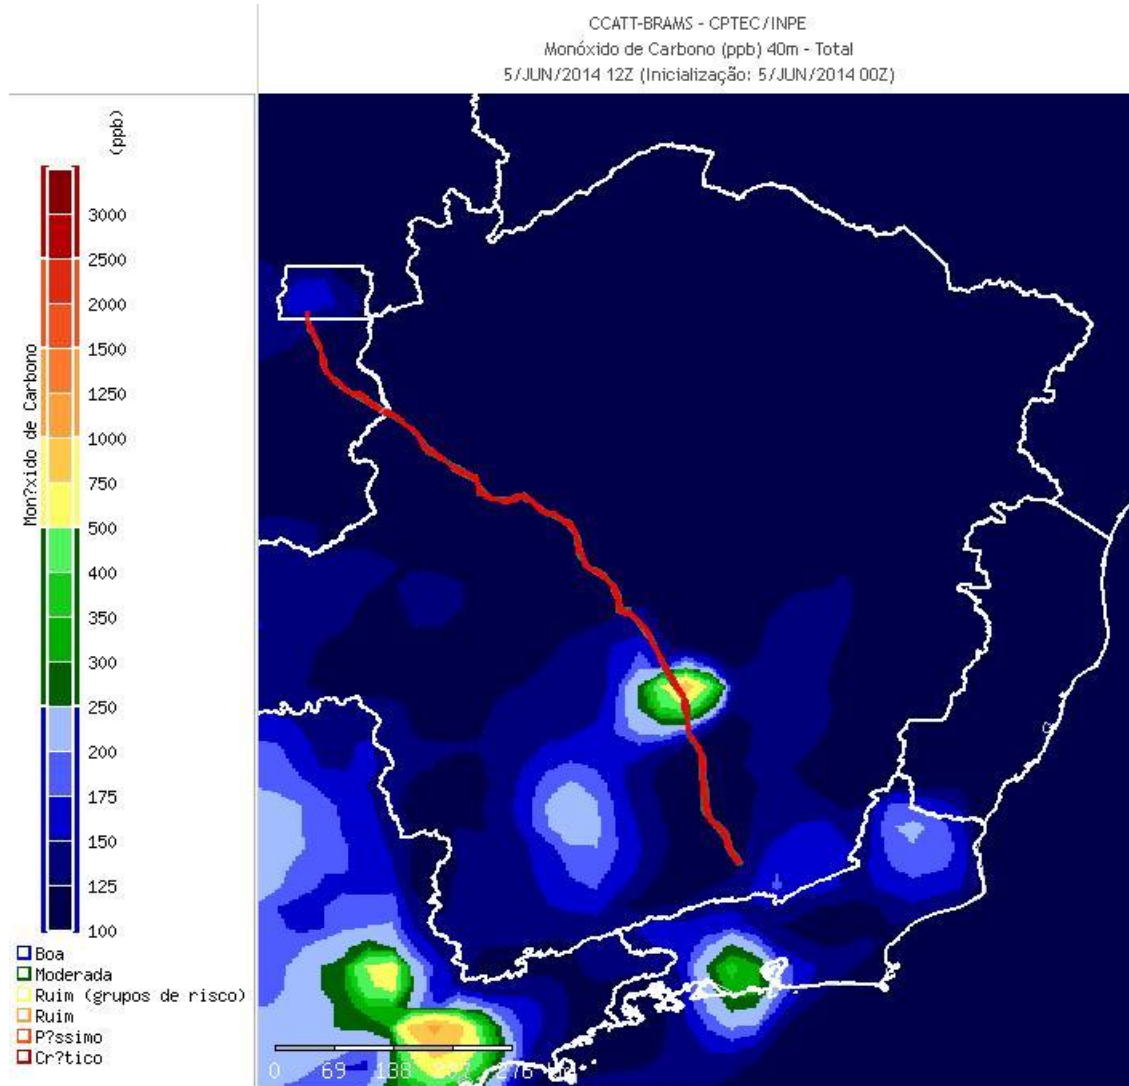 CCATT-BRAMS - CPTEC/INPE
Monóxido de Carbono (ppb) 40m - Total
5/JUN/2014 12Z (Inicialização: 5/JUN/2014 00Z)
(ppb)
Mon?xido de Carbono
3000
2500
2000
1500
1250
1000
750
500
400
350
300
250
200
175
150
125
100
Boa
Moderada
Ruim (grupos de risco)
Ruim
P?ssimo
Cr?tico
0 69 138 207 276